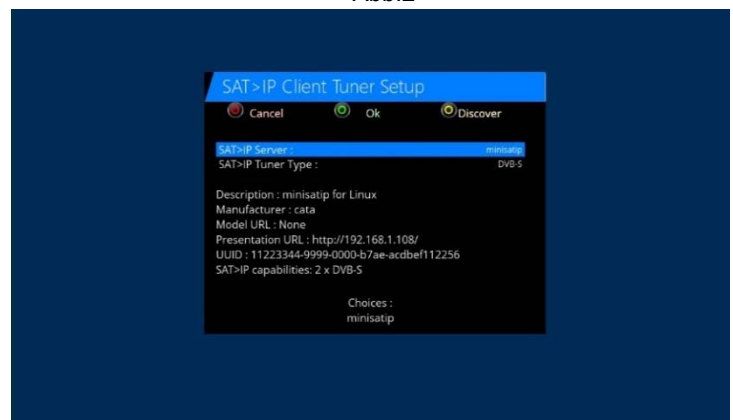 SAT>IP Client Tuner Setup
Cancel Ok Discover
SAT>IP Server : minisatip
SAT>IP Tuner Type : DVB-S
Description : minisatip for Linux
Manufacturer : cata
Model URL : None
Presentation URL : http://192.168.1.108/
UUID : 11223344-9999-0000-b7ae-acdbef112256
SAT>IP capabilities: 2 x DVB-S
Choices :
minisatip